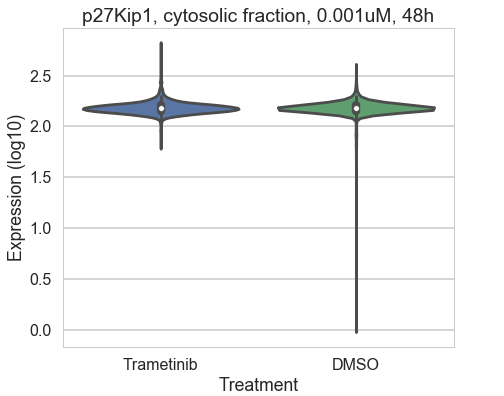 p27Kip1, cytosolic fraction, 0.001uM, 48h
2.5
2.0
1.5
1.0
0.5
0.0
Expression (log10)
Trametinib DMSO
Treatment